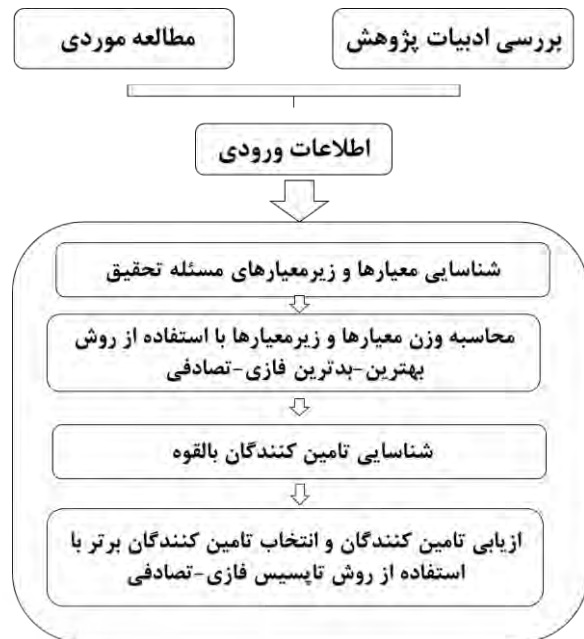 بررسی ادبیات پژوهش
مطالعه موردی
اطلاعات ورودی
شناسایی معیارها و زیرمعیارهای مسئله تحقیق
محاسبه وزن معیارها و زیرمعیارها با استفاده از روش
بهترین-بدترین فازی-تصادفی
شناسایی تامین کنندگان بالقوه
ازیابی تامین کنندگان و انتخاب تامین کنندگان برتر با
استفاده از روش تاپسیس فازی-تصادفی